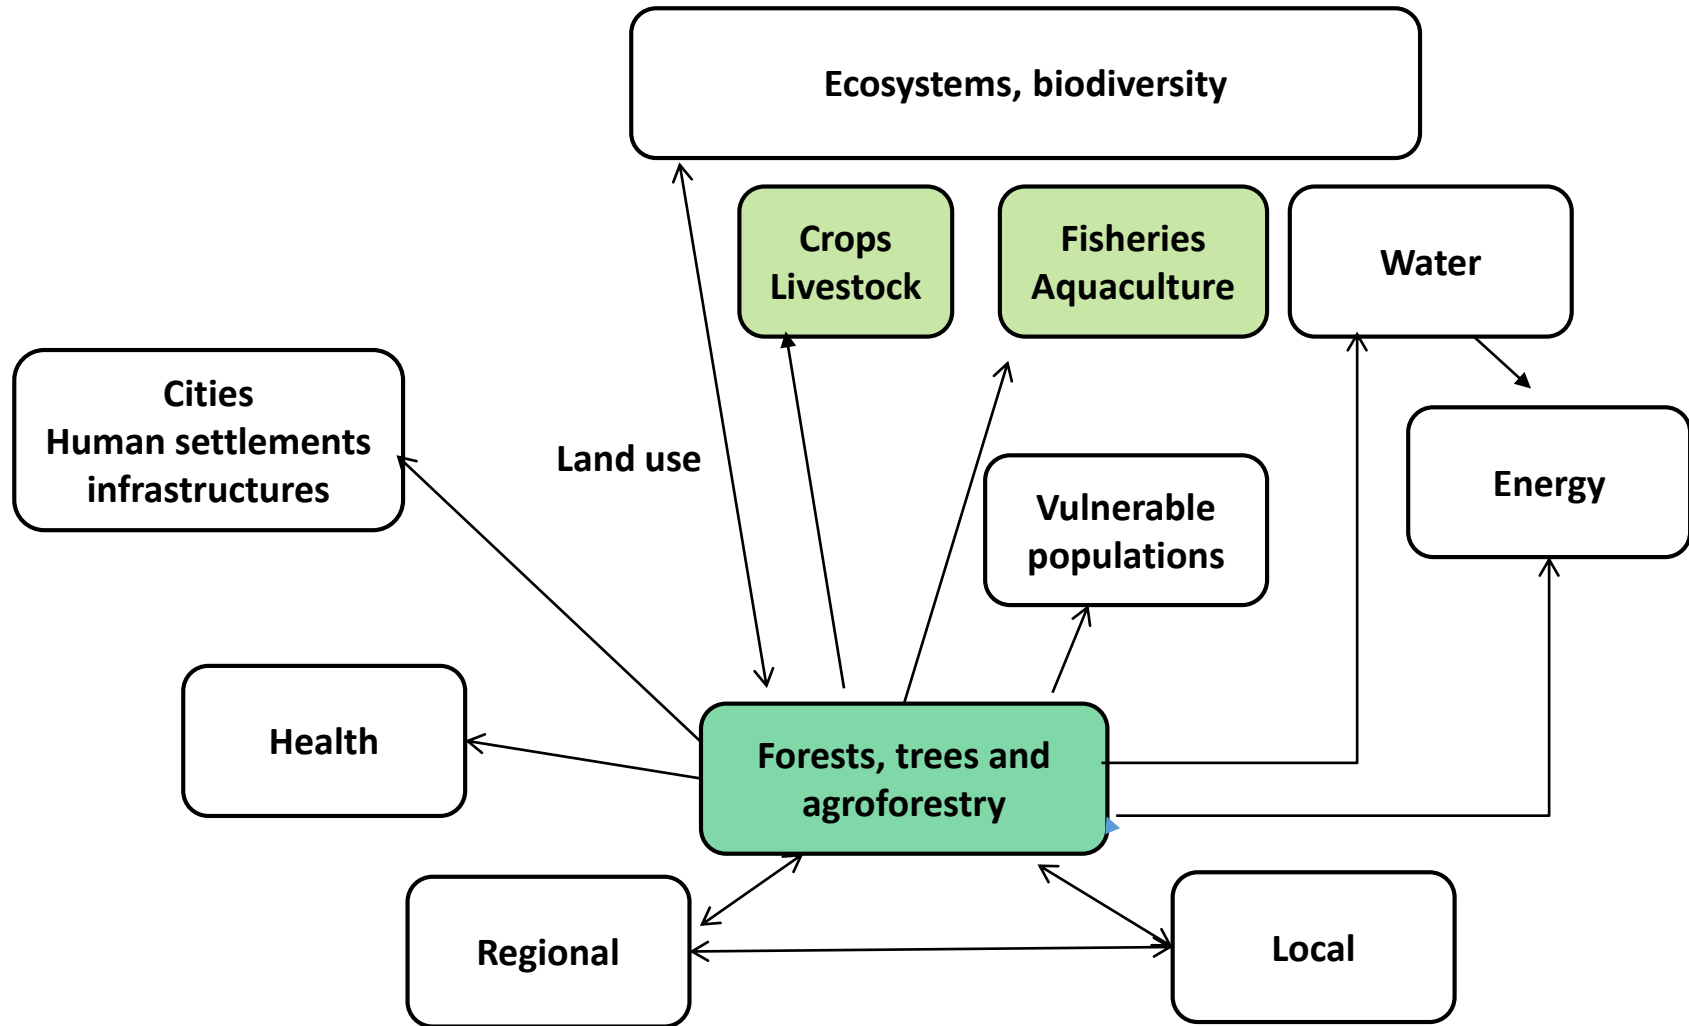 Ecosystems, biodiversity
Crops
Livestock
Fisheries
Aquaculture
Water
Cities
Human settlements
infrastructures
Land use
Vulnerable
populations
Energy
Health
Forests, trees and
agroforestry
Regional
Local